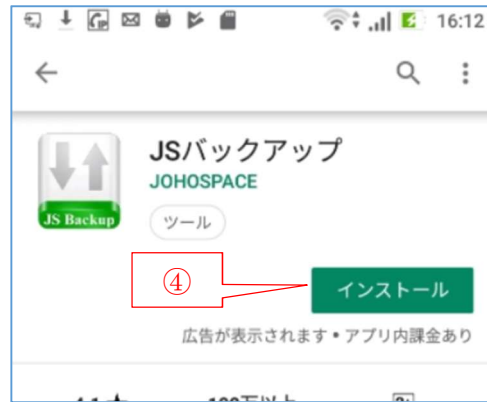 16:12
JSバックアップ
JOHOSPACE
JS Backup
ツール
④
インストール
広告が表示されます • アプリ内課金あり